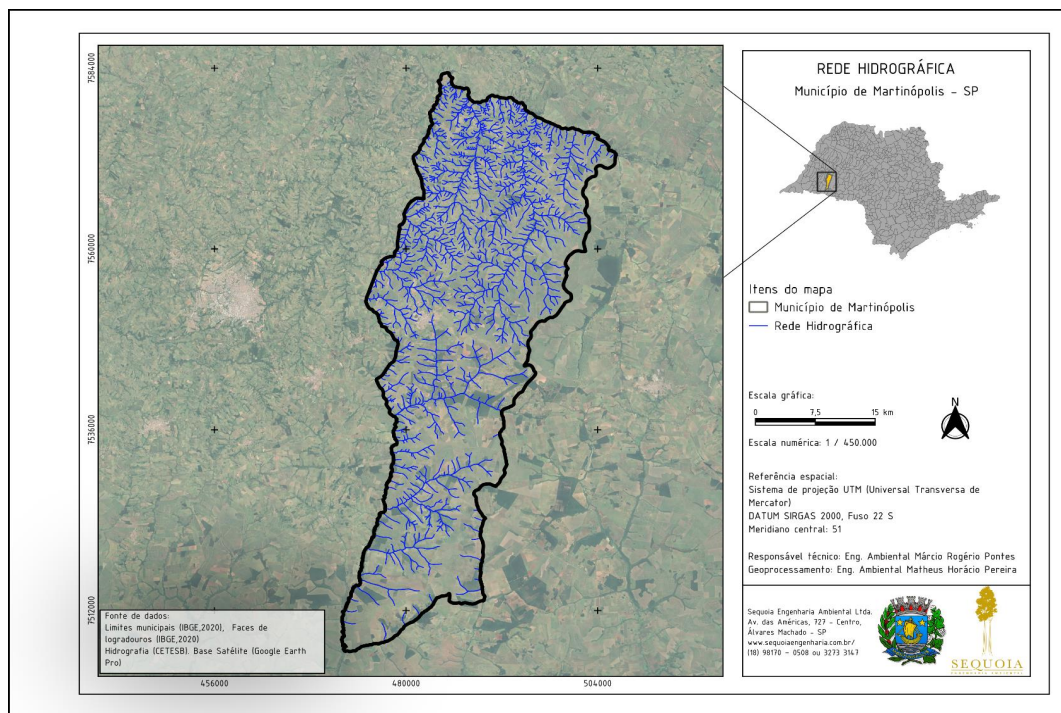 7584000
7560000
7536000
7512000
456000
480000
504000
Fonte de dados:
Limites municipais (IBGE,2020), Faces de
logradouros (IBGE,2020)
Hidrografia (CETESB). Base Satélite (Google Earth
Pro)
REDE HIDROGRÁFICA
Município de Martinópolis - SP
Itens do mapa
Município de Martinópolis
Rede Hidrográfica
Escala gráfica:
0 7,5 15 km
N
Escala numérica: 1 / 450.000
Referência espacial:
Sistema de projeção UTM (Universal Transversa de
Mercator)
DATUM SIRGAS 2000, Fuso 22 S
Meridiano central: 51
Responsável técnico: Eng. Ambiental Márcio Rogério Pontes
Geoprocessamento: Eng. Ambiental Matheus Horácio Pereira
Sequoia Engenharia Ambiental Ltda.
Av. das Américas, 727 - Centro,
Álvares Machado - SP
www.sequoiaengenharia.com.br/
(18) 98170 - 0508 ou 3273 3147
SEQUOIA
ENGENHARIA AMBIENTAL